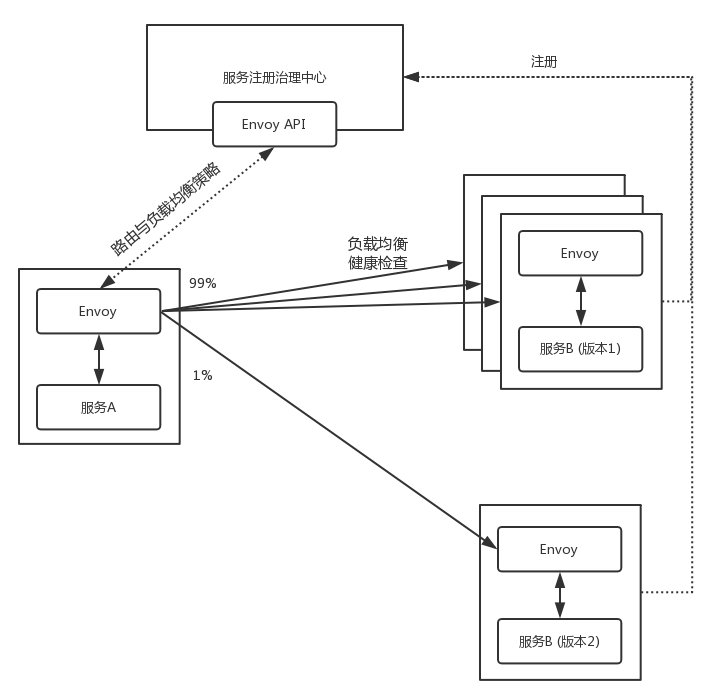 注册
服务注册治理中心
Envoy API
路由与负载均衡策略
负载均衡
健康检查
Envoy
99%
Envoy
服务B (版本1)
1%
服务A
Envoy
服务B (版本2)